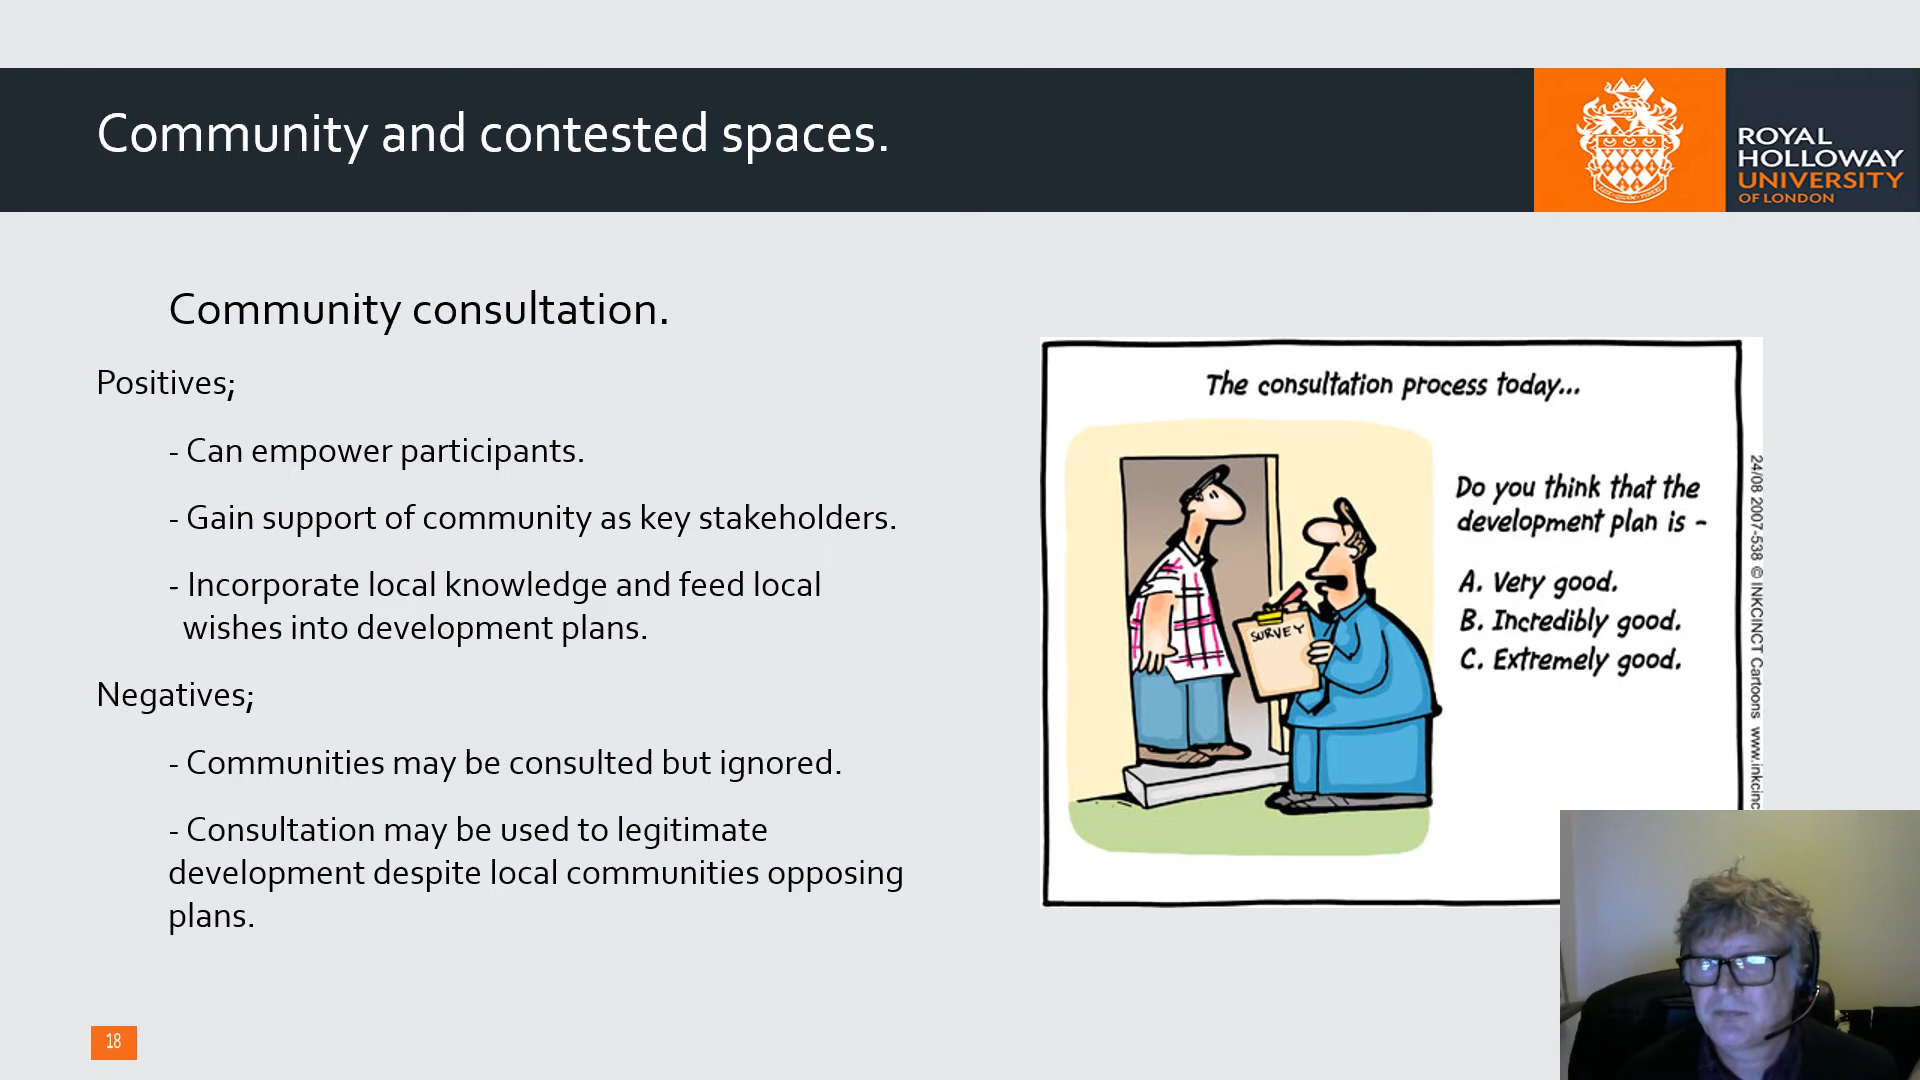 Community and contested spaces.
ROYAL
HOLLOWAY
UNIVERSITY
OF LONDON
Community consultation.
Positives;
- Can empower participants.
- Gain support of community as key stakeholders.
- Incorporate local knowledge and feed local
wishes into development plans.
Negatives;
- Communities may be consulted but ignored.
- Consultation may be used to legitimate
development despite local communities opposing
plans.
The consultation process today...
Do you think that the
development plan is -
A. Very good.
B. Incredibly good.
C. Extremely good.
SURVEY
24/08 2007-538 © INKCINCT Cartoons www.inkcinc
18